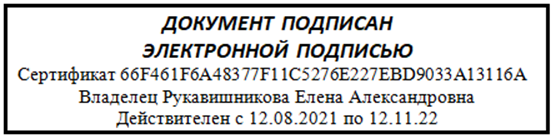 ДОКУМЕНТ ПОДПИСАН
ЭЛЕКТРОННОЙ ПОДПИСЬЮ
Сертификат 66F461F6A48377F11C5276E227EBD9033A13116A
Владелец Рукавишникова Елена Александровна
Действителен с 12.08.2021 по 12.11.22